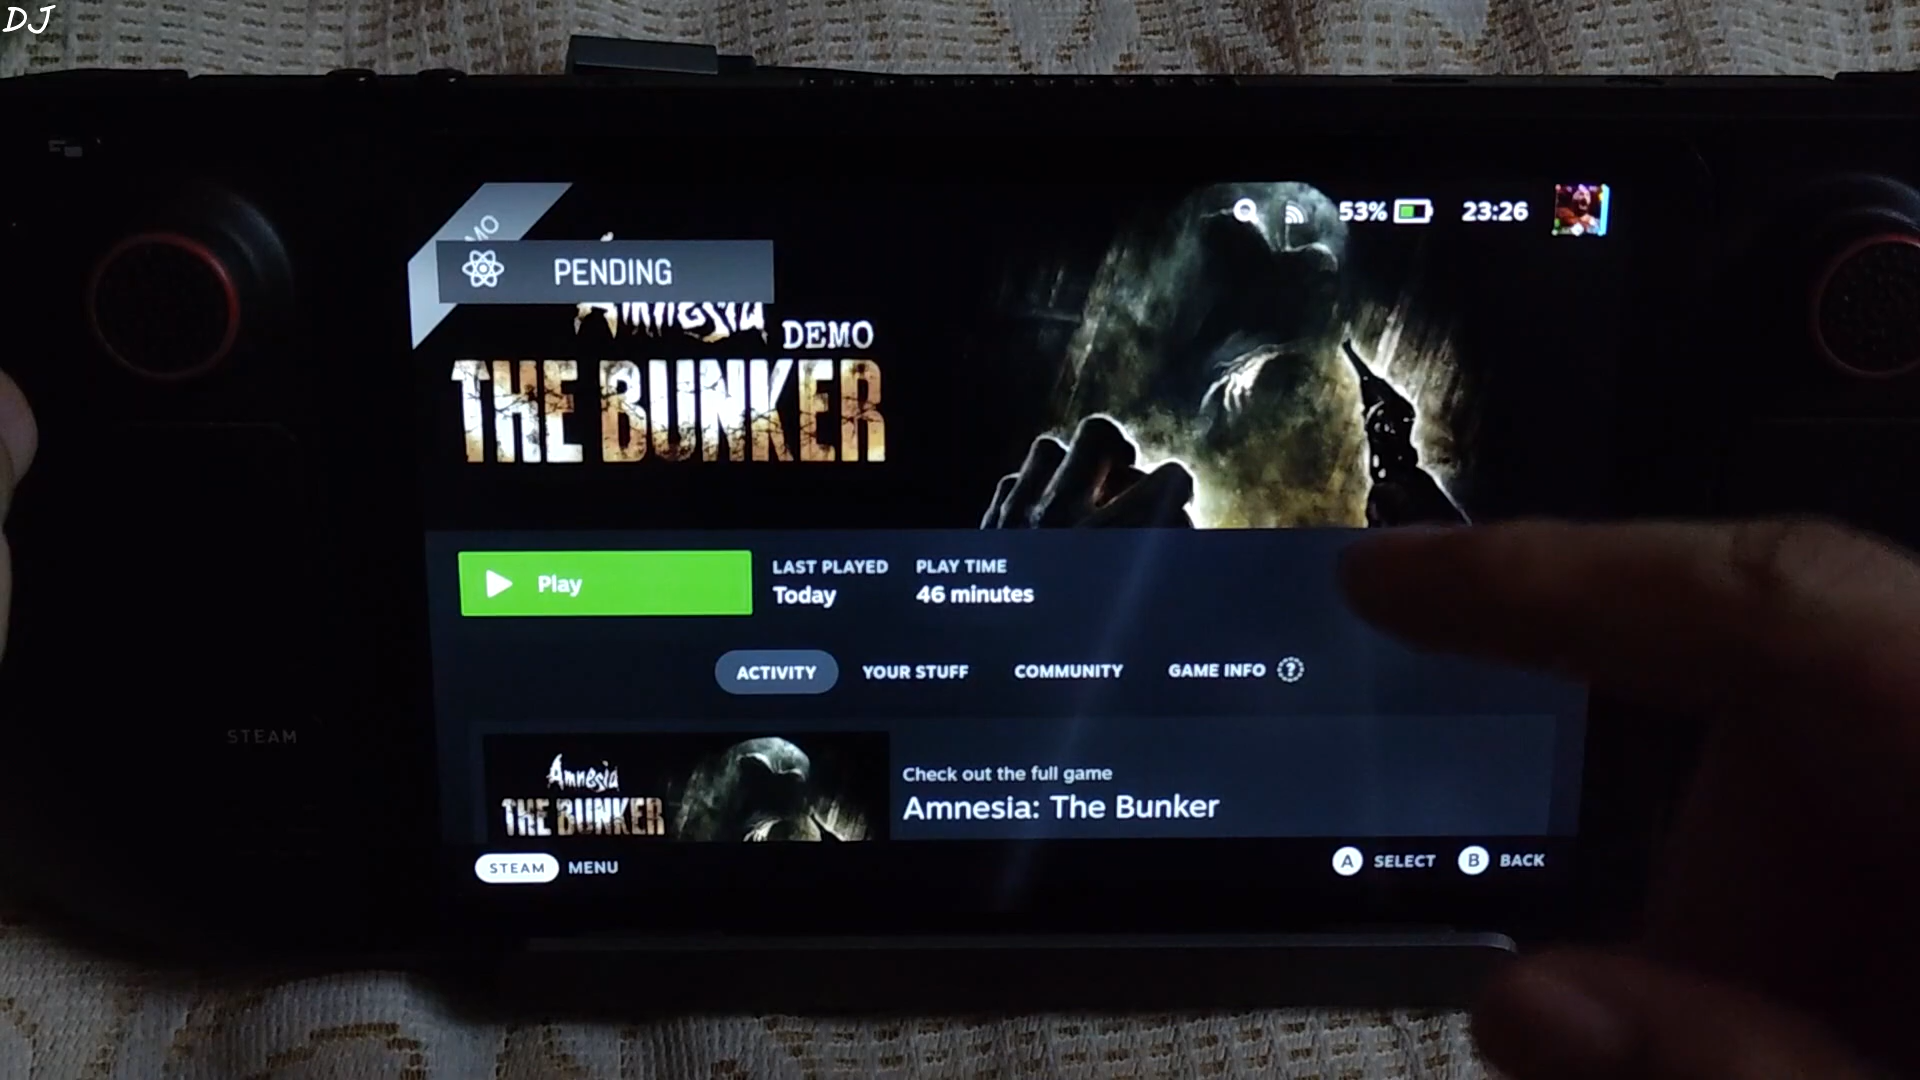 DJ
53% 23:26
MO
PENDING
Amnesia DEMO
THE BUNKER
Play
LAST PLAYED
Today
PLAY TIME
46 minutes
ACTIVITY YOUR STUFF COMMUNITY GAME INFO ?
Amnesia
THE BUNKER
Check out the full game
Amnesia: The Bunker
STEAM
STEAM MENU
A SELECT B BACK